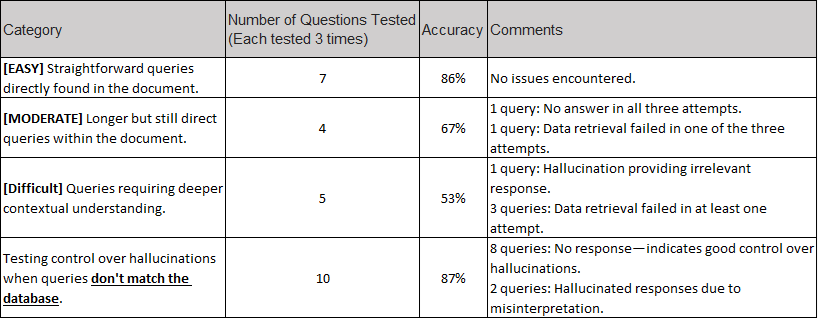 Category
Number of Questions Tested
(Each tested 3 times)
Accuracy
Comments
[EASY] Straightforward queries
directly found in the document.
7
86%
No issues encountered.
[MODERATE] Longer but still direct
queries within the document.
4
67%
1 query: No answer in all three attempts.
1 query: Data retrieval failed in one of the three
attempts.
[Difficult] Queries requiring deeper
contextual understanding.
5
53%
1 query: Hallucination providing irrelevant
response.
3 queries: Data retrieval failed in at least one
attempt.
Testing control over hallucinations
when queries don't match the
database.
10
87%
8 queries: No response—indicates good control over
hallucinations.
2 queries: Hallucinated responses due to
misinterpretation.